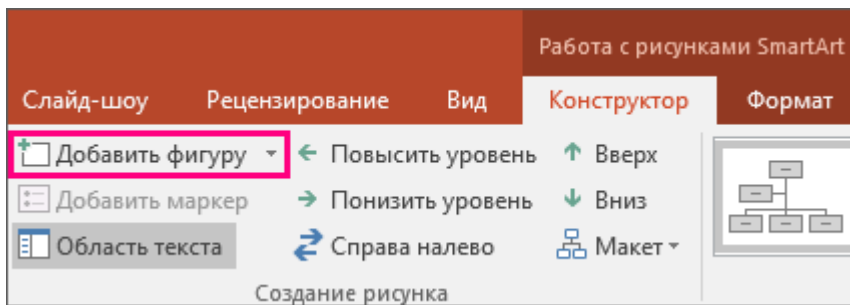 Работа с рисунками SmartArt
Слайд-шоу Рецензирование Вид Конструктор Формат
Добавить фигуру Повысить уровень Вверх
Добавить маркер Понизить уровень Вниз
Область текста Справа налево Макет
Создание рисунка